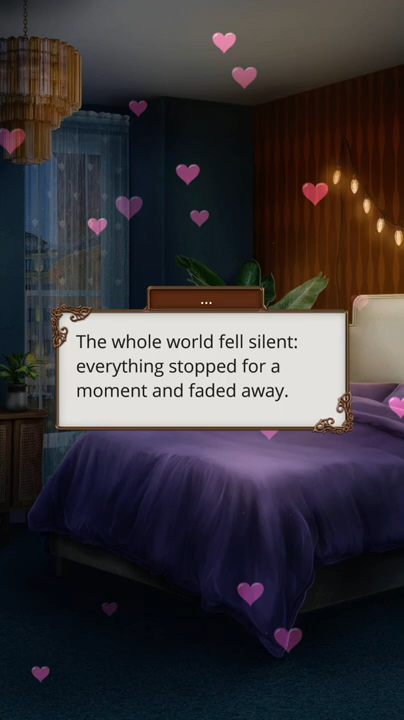 ...
The whole world fell silent:
everything stopped for a
moment and faded away.